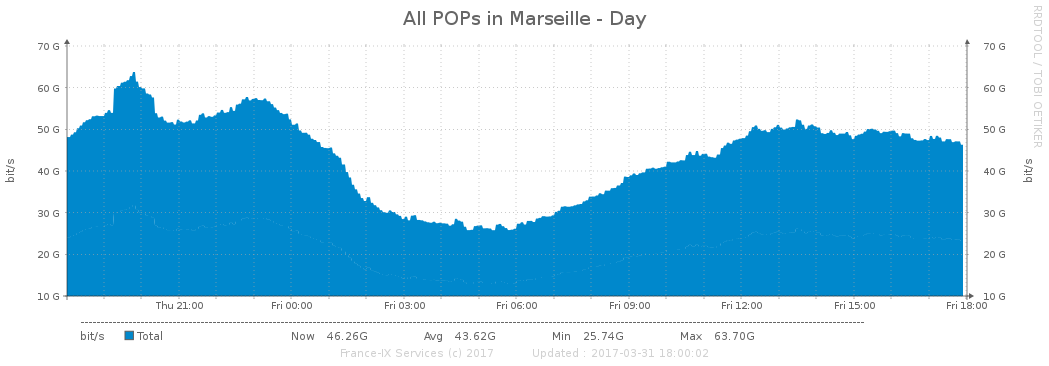 All POPs in Marseille - Day
RRDTOOL / TOBI OETIKER
bit/s
70 G
60 G
50 G
40 G
30 G
20 G
10 G
70 G
60 G
50 G
40 G
30 G
20 G
10 G
bit/s
Thu 21:00 Fri 00:00 Fri 03:00 Fri 06:00 Fri 09:00 Fri 12:00 Fri 15:00 Fri 18:00
bit/s Total Now 46.26G Avg 43.62G Min 25.74G Max 63.70G
France-IX Services (c) 2017 Updated : 2017-03-31 18:00:02